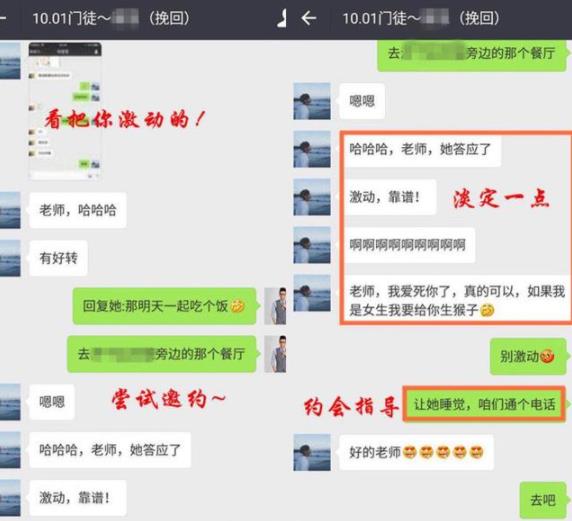 10.01门徒～
（挽回）
看把你激动的！
老师，哈哈哈
有好转
回复她:那明天一起吃个饭
去
旁边的那个餐厅
嗯嗯
尝试邀约~
哈哈哈，老师，她答应了
激动，靠谱！
10.01门徒～
（挽回）
去
旁边的那个餐厅
嗯嗯
哈哈哈，老师，她答应了
激动，靠谱！
淡定一点
啊啊啊啊啊啊啊啊啊
老师，我爱死你了，真的可以，如果我
是女生我要给你生猴子
别激动
约会指导
让她睡觉，咱们通个电话
好的老师
去吧